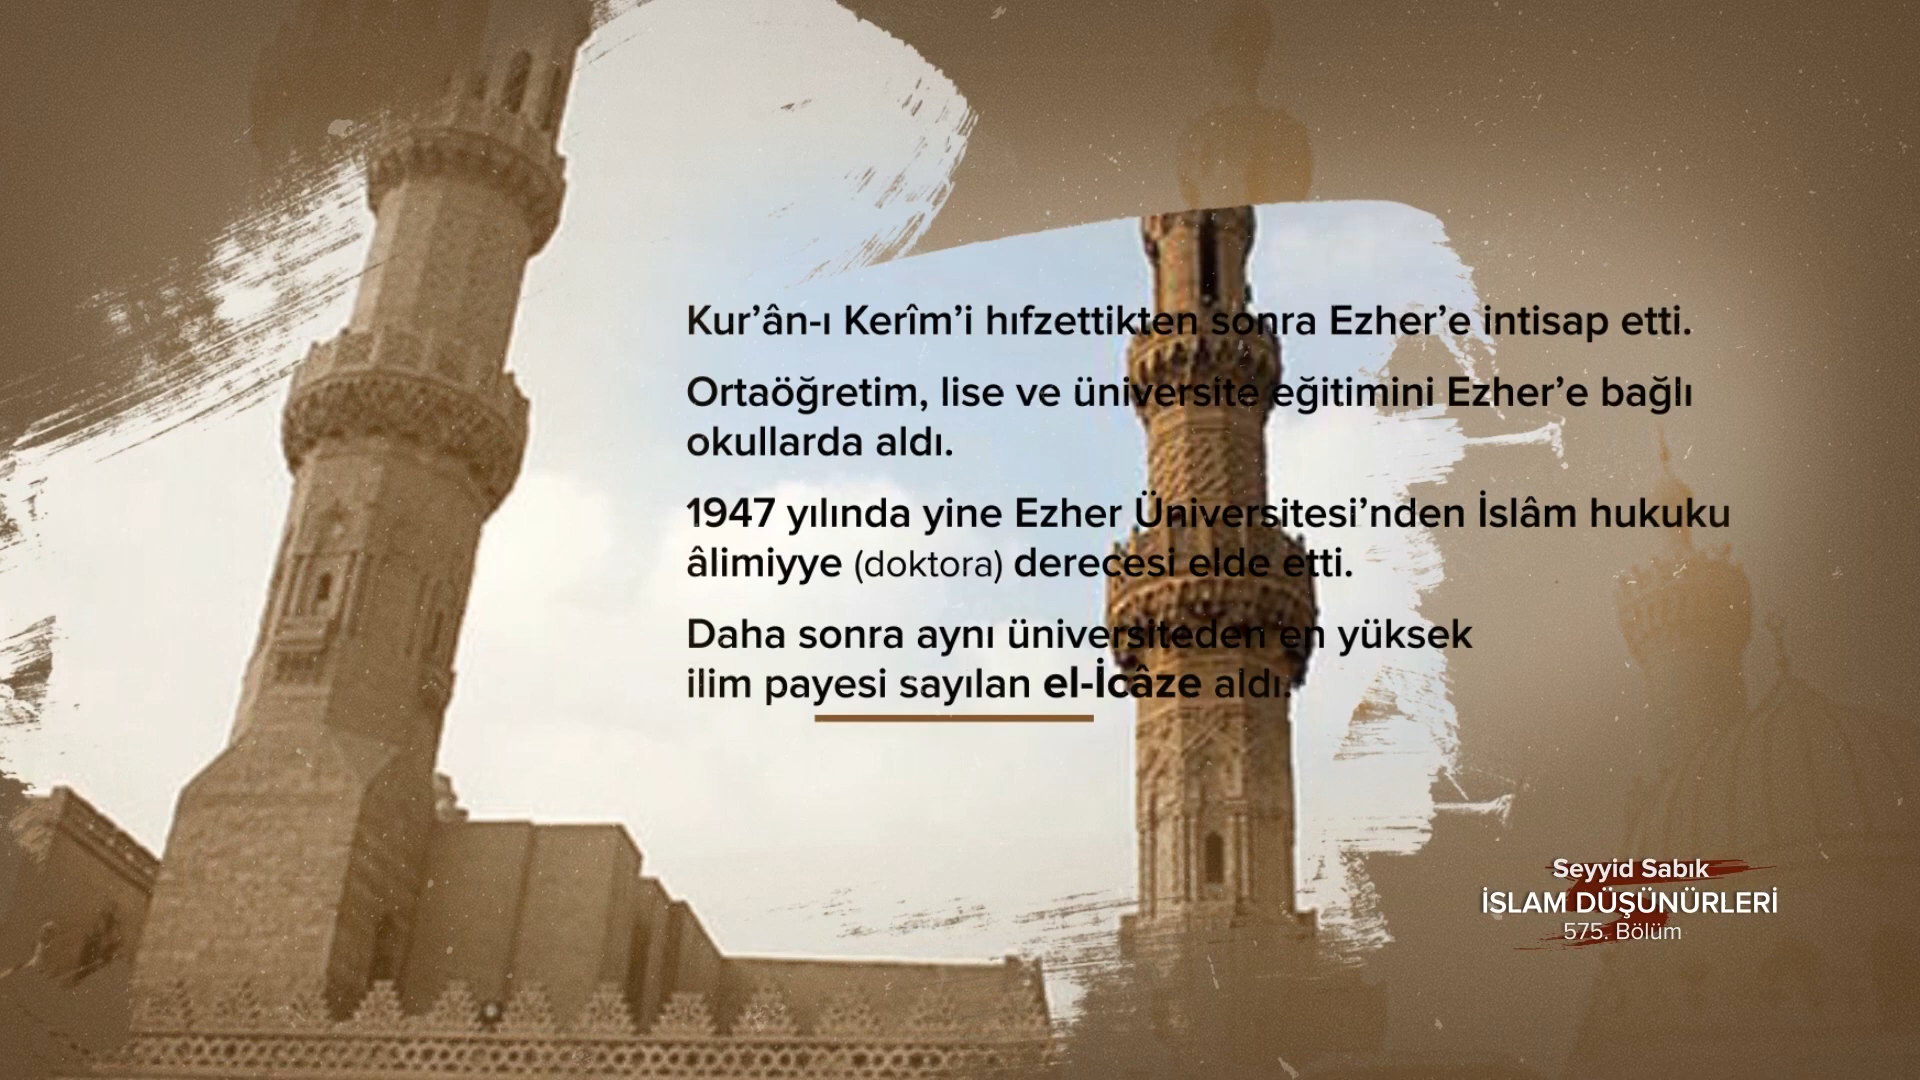 Kur’ân-ı Kerîm’i hıfzettikten sonra Ezher’e intisap etti.
Ortaöğretim, lise ve üniversite eğitimini Ezher’e bağlı
okullarda aldı.
1947 yılında yine Ezher Üniversitesi’nden İslâm hukuku
âlimiyye (doktora) derecesi elde etti.
Daha sonra aynı üniversiteden en yüksek
ilim payesi sayılan el-İcâze aldı.
Seyyid Sabık
İSLAM DÜŞÜNÜRLERİ
575. Bölüm